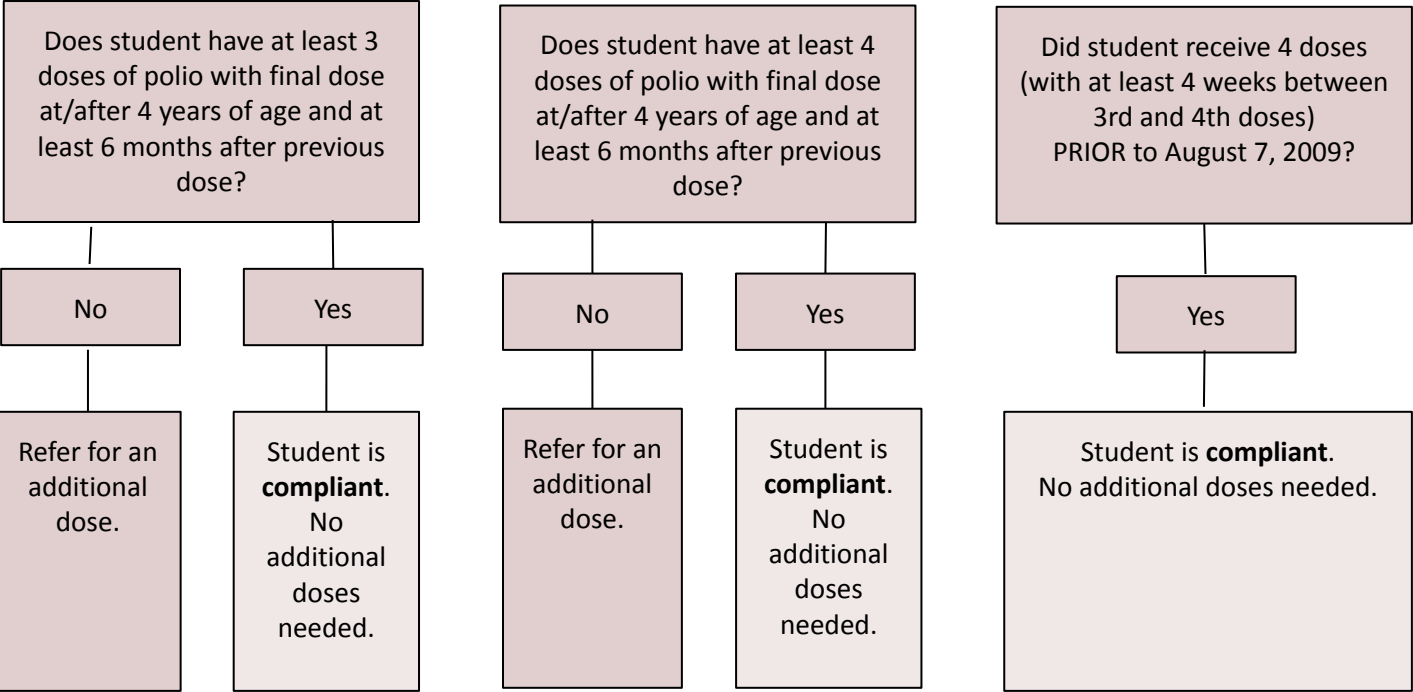 Does student have at least 3
doses of polio with final dose
at/after 4 years of age and at
least 6 months after previous
dose?
No
Yes
Refer for an
additional
dose.
Student is
compliant.
No
additional
doses
needed.
Does student have at least 4
doses of polio with final dose
at/after 4 years of age and at
least 6 months after previous
dose?
No
Yes
Refer for an
additional
dose.
Student is
compliant.
No
additional
doses
needed.
Did student receive 4 doses
(with at least 4 weeks between
3rd and 4th doses)
PRIOR to August 7, 2009?
Yes
Student is compliant.
No additional doses needed.